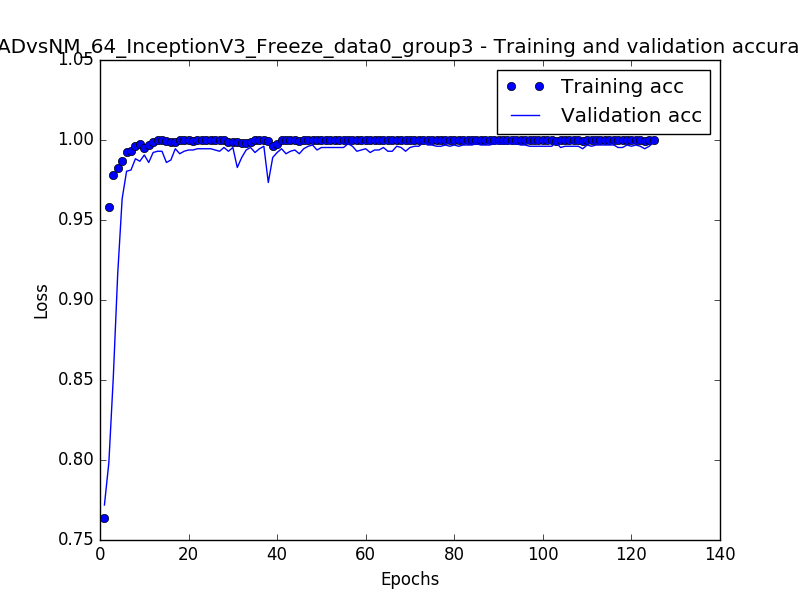 ADvsNM_64_InceptionV3_Freeze_data0_group3 - Training and validation accura
1.05
1.00
0.95
0.90
0.85
0.80
0.75
Loss
Training acc
Validation acc
0 20 40 60 80 100 120 140
Epochs